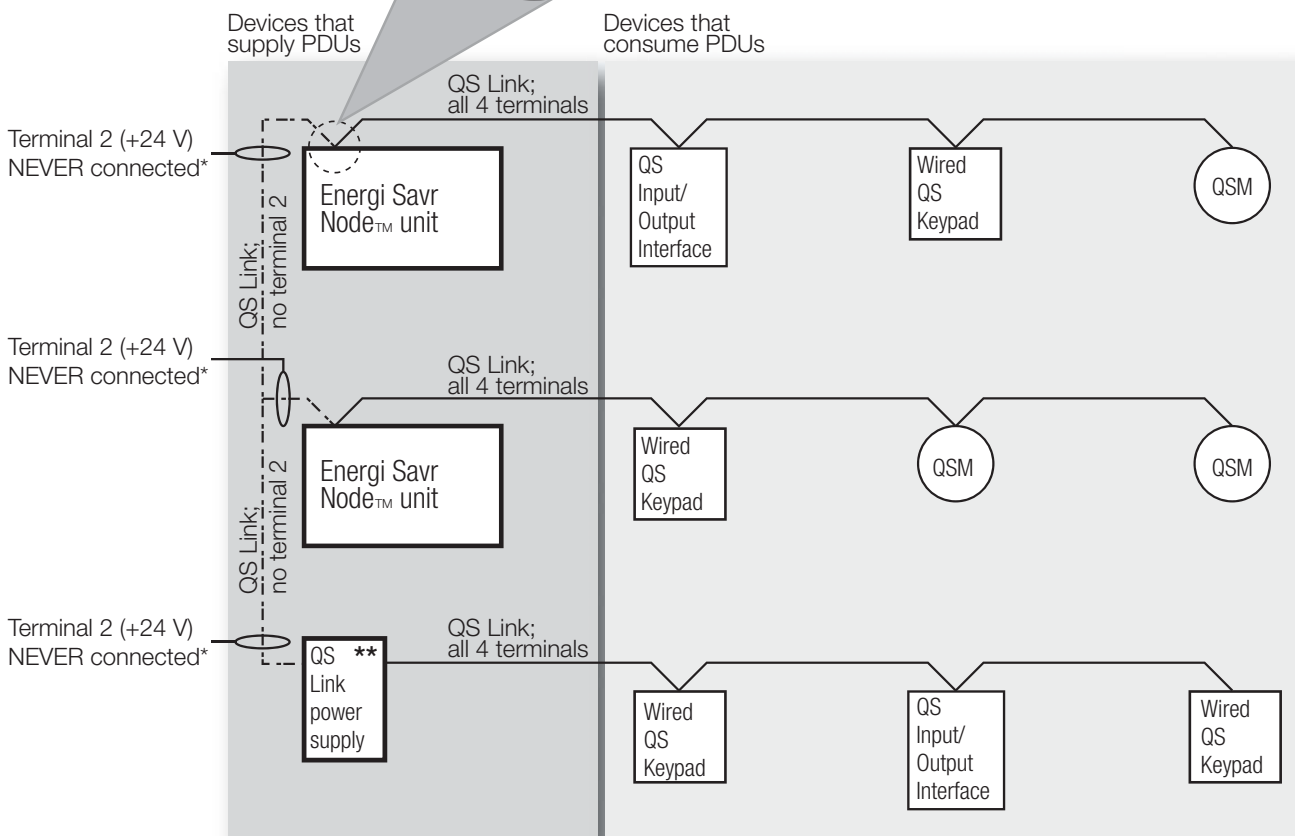 Devices that
supply PDUs
Devices that
consume PDUs
QS Link;
all 4 terminals
Terminal 2 (+24 V)
NEVER connected*
Energi Savr
Node™ unit
QS
Input/
Output
Interface
Wired
QS
Keypad
QSM
QS Link;
no terminal 2
Terminal 2 (+24 V)
NEVER connected*
QS Link;
all 4 terminals
Energi Savr
Node™ unit
Wired
QS
Keypad
QSM
QSM
QS Link;
no terminal 2
Terminal 2 (+24 V)
NEVER connected*
QS Link;
all 4 terminals
QS **
Link
power
supply
Wired
QS
Keypad
QS
Input/
Output
Interface
Wired
QS
Keypad